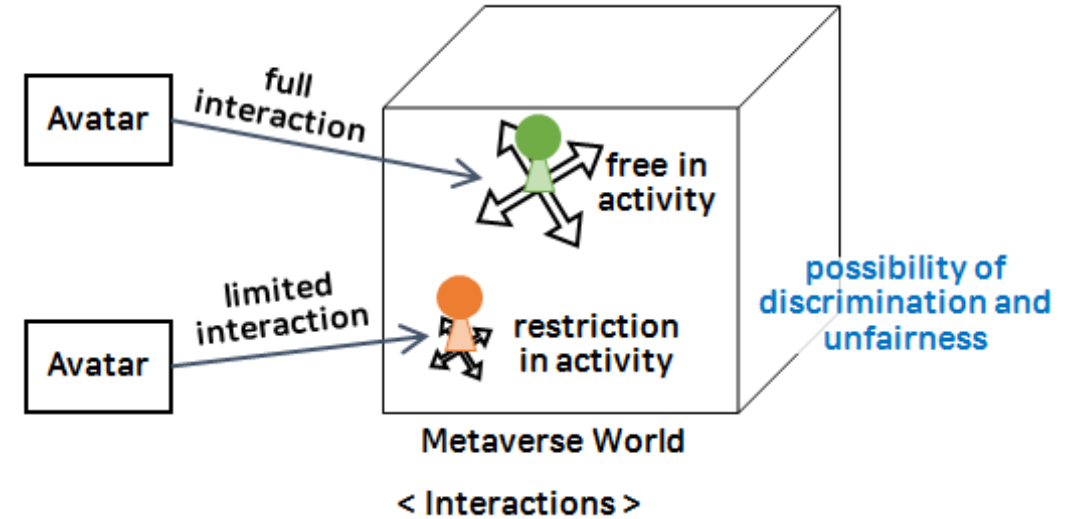 full
interaction
Avatar
free in
activity
limited
interaction
Avatar
restriction
in activity
possibility of
discrimination and
unfairness
Metaverse World
< Interactions >